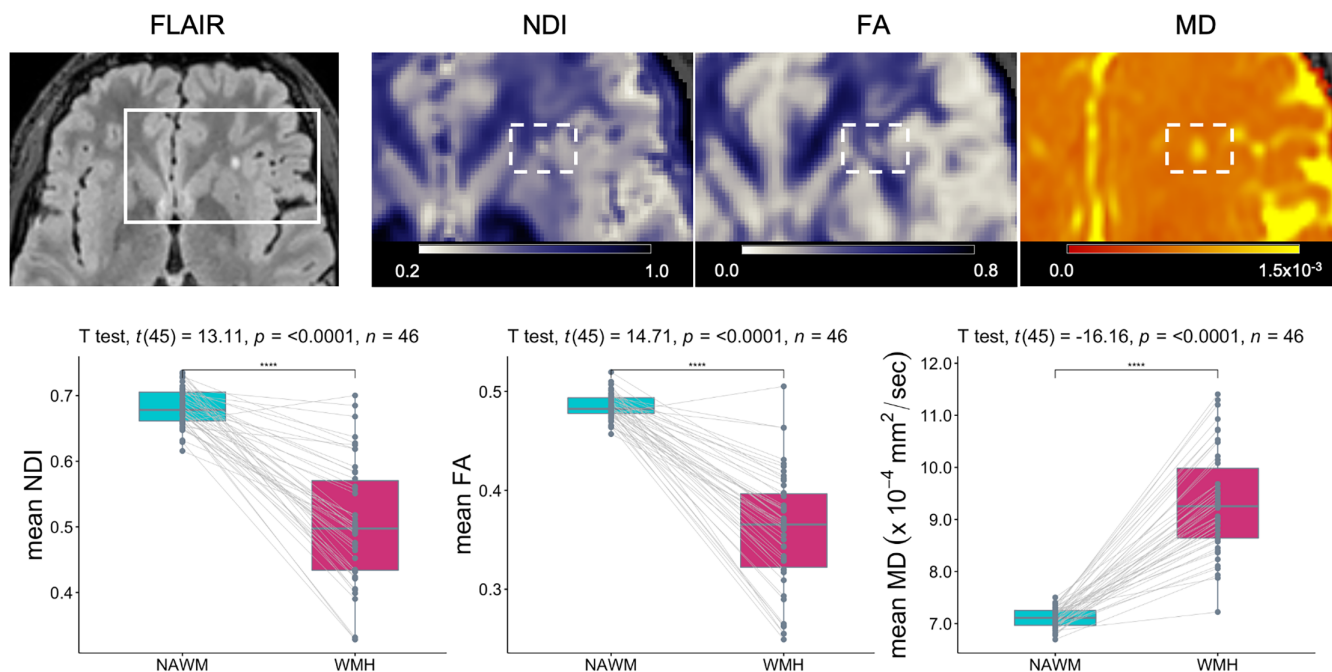 FLAIR NDI FA MD
0.2 1.0 0.0 0.8 0.0 1.5x10⁻³
T test, t(45) = 13.11, p = <0.0001, n = 46
****
mean NDI
0.7
0.6
0.5
0.4
NAWM WMH
T test, t(45) = 14.71, p = <0.0001, n = 46
****
mean FA
0.5
0.4
0.3
NAWM WMH
T test, t(45) = -16.16, p = <0.0001, n = 46
****
mean MD (x 10⁻⁴ mm²/sec)
12.0
11.0
10.0
9.0
8.0
7.0
NAWM WMH